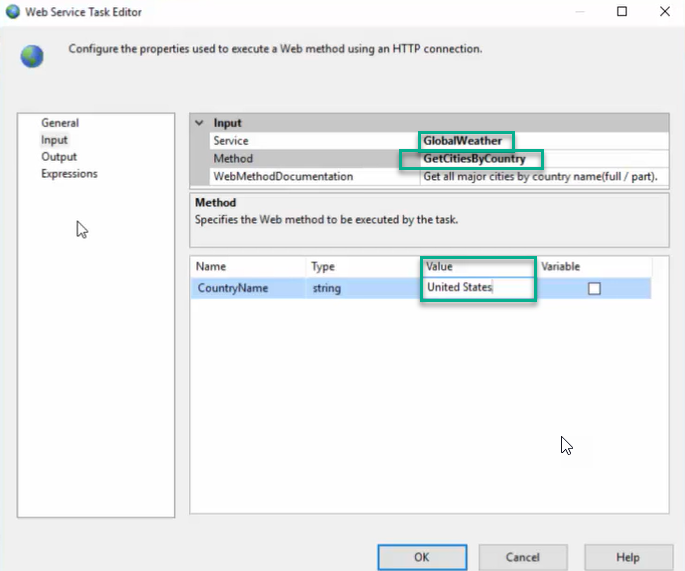 Web Service Task Editor
Configure the properties used to execute a Web method using an HTTP connection.
General
Input
Output
Expressions
Input
Service GlobalWeather
Method GetCitiesByCountry
WebMethodDocumentation Get all major cities by country name(full / part).
Method
Specifies the Web method to be executed by the task.
Name Type Value Variable
CountryName string United States
OK Cancel Help